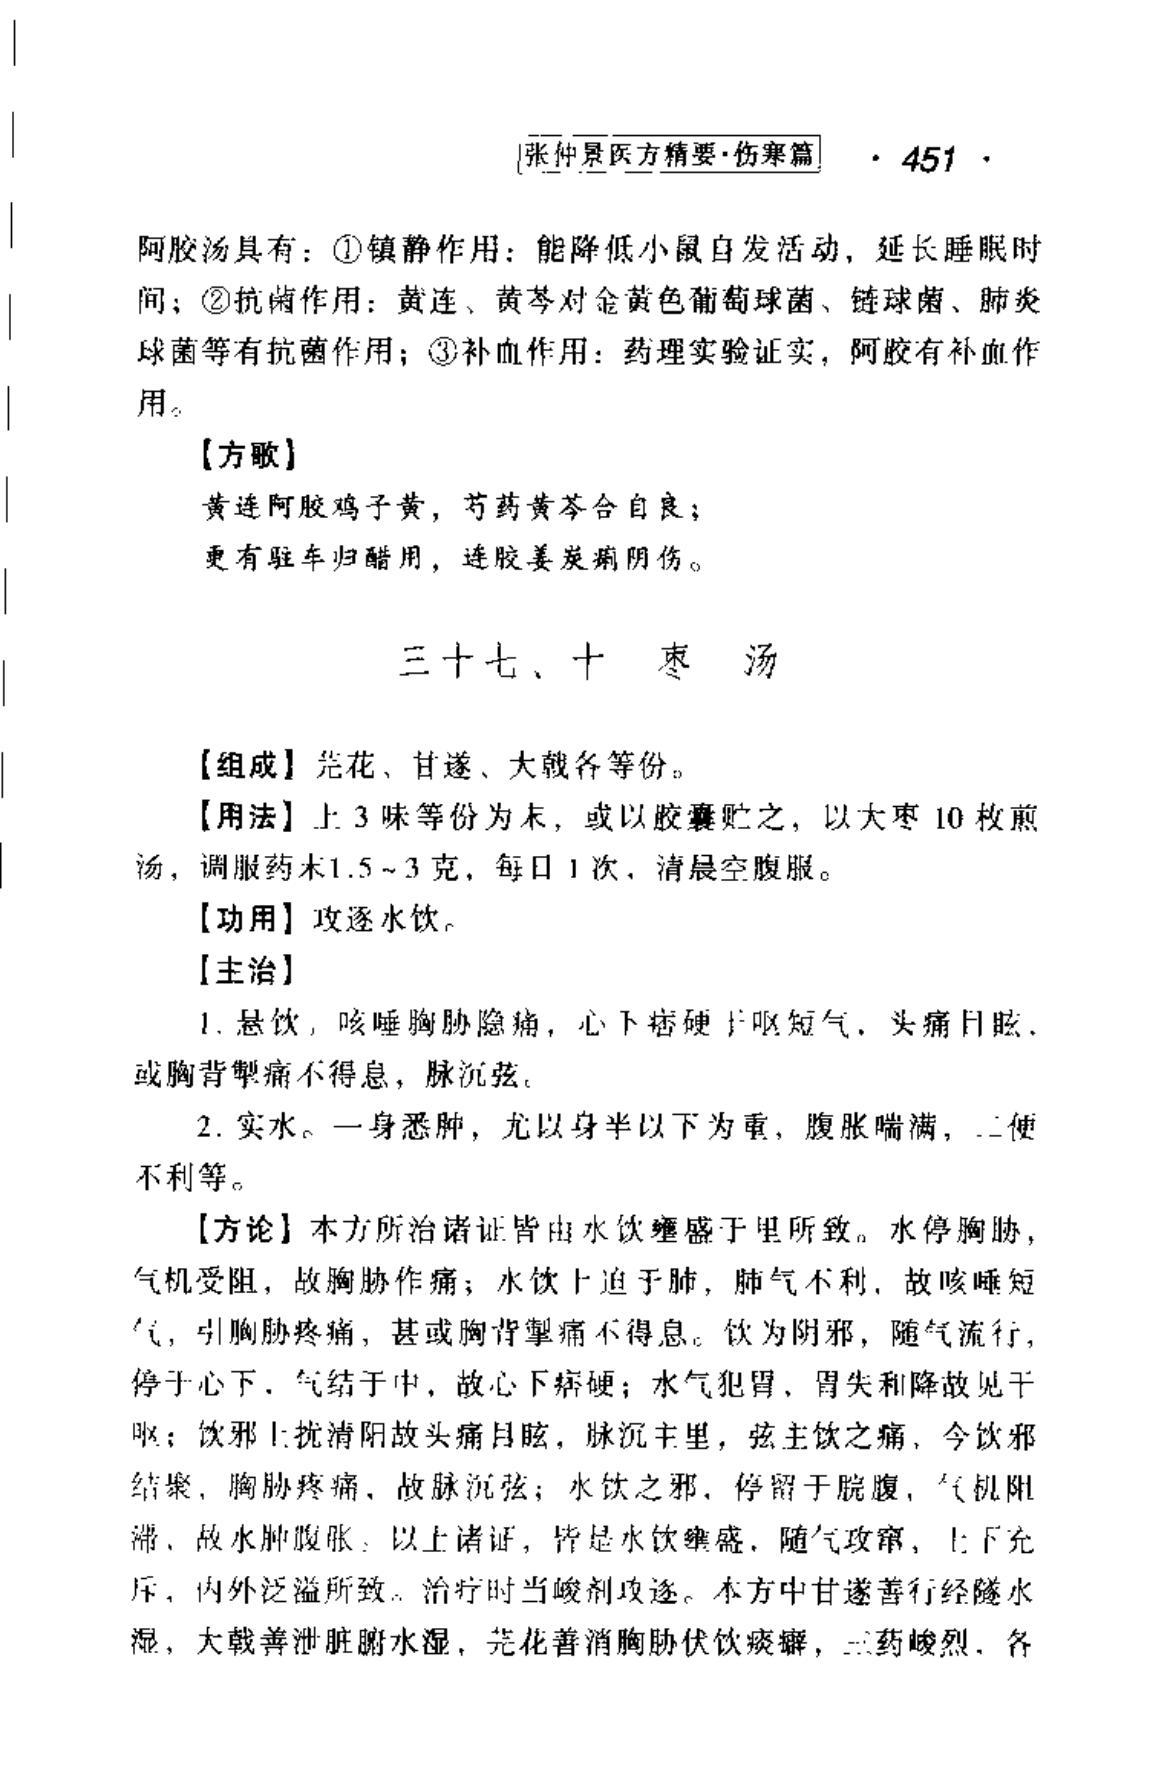 张仲景医方精要·伤寒篇 · 451 ·
阿胶汤具有：①镇静作用：能降低小鼠自发活动，延长睡眠时
间；②抗菌作用：黄连、黄芩对金黄色葡萄球菌、链球菌、肺炎
球菌等有抗菌作用；③补血作用：药理实验证实，阿胶有补血作
用。
【方歌】
黄连阿胶鸡子黄，芍药黄芩合自良；
更有驻车归醋用，连胶姜炭痢阴伤。
三十七、十 枣 汤
【组成】芫花、甘遂、大戟各等份。
【用法】上 3 味等份为末，或以胶囊贮之，以大枣 10 枚煎
汤，调服药末1.5～3 克，每日 1 次，清晨空腹服。
【功用】攻逐水饮。
【主治】
1. 悬饮，咳唾胸胁隐痛，心下痞硬干呕短气，头痛目眩，
或胸背掣痛不得息，脉沉弦。
2. 实水。一身悉肿，尤以身半以下为重，腹胀喘满，二便
不利等。
【方论】本方所治诸证皆由水饮壅盛于里所致。水停胸胁，
气机受阻，故胸胁作痛；水饮上迫于肺，肺气不利，故咳唾短
气，引胸胁疼痛，甚或胸背掣痛不得息。饮为阴邪，随气流行，
停于心下，气结于中，故心下痞硬；水气犯胃，胃失和降故见干
呕；饮邪上扰清阳故头痛目眩，脉沉主里，弦主饮之痛，今饮邪
结聚，胸胁疼痛，故脉沉弦；水饮之邪，停留于脘腹，气机阻
滞，故水肿腹胀。以上诸证，皆是水饮壅盛，随气攻窜，上下充
斥，内外泛溢所致。治疗时当峻剂攻逐。本方中甘遂善行经隧水
湿，大戟善泄脏腑水湿，芫花善消胸胁伏饮痰癖，三药峻烈，各